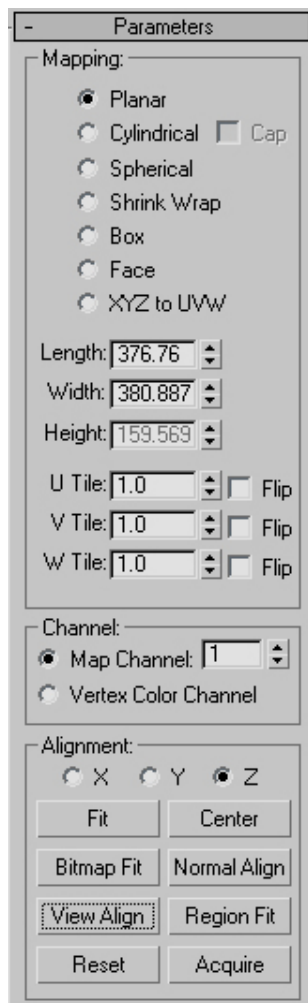 - Parameters
Mapping:
Planar
Cylindrical Cap
Spherical
Shrink Wrap
Box
Face
XYZ to UVW
Length: 376.76
Width: 380.887
Height: 159.569
U Tile: 1.0 Flip
V Tile: 1.0 Flip
W Tile: 1.0 Flip
Channel:
Map Channel: 1
Vertex Color Channel
Alignment:
X Y Z
Fit Center
Bitmap Fit Normal Align
View Align Region Fit
Reset Acquire